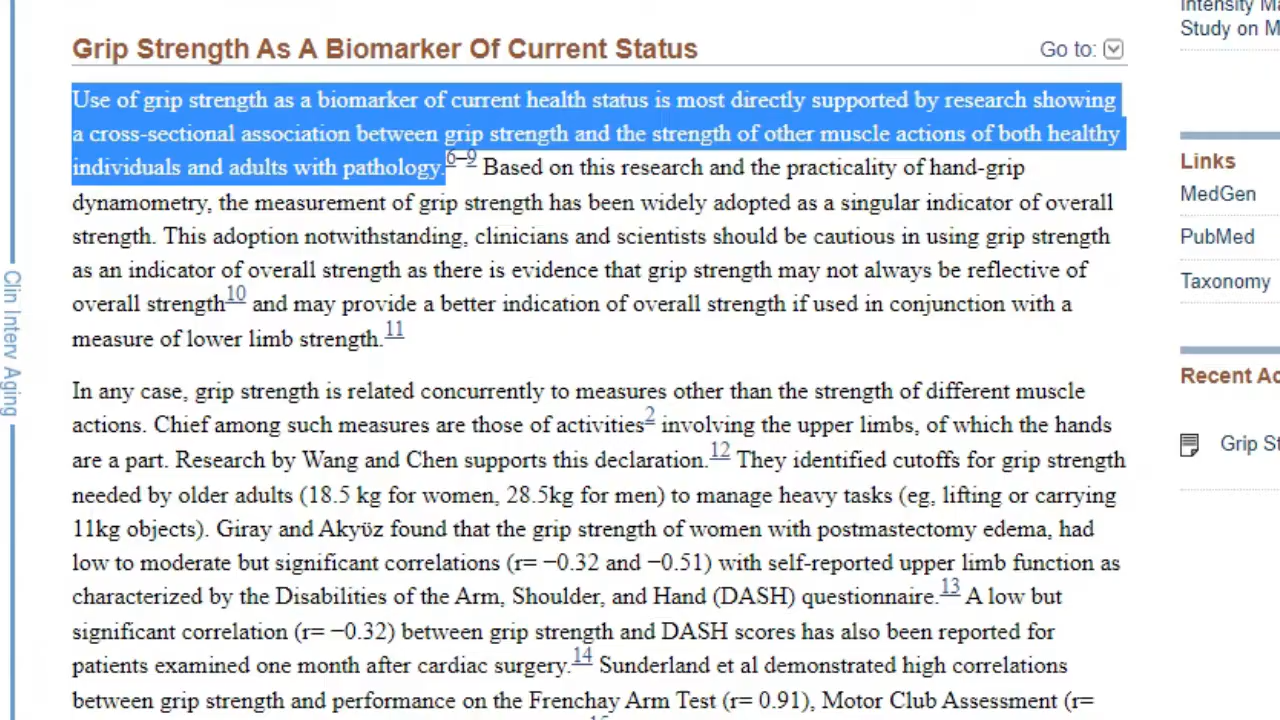 Intensity Ma
Study on M
Grip Strength As A Biomarker Of Current Status
Go to:
Use of grip strength as a biomarker of current health status is most directly supported by research showing
a cross-sectional association between grip strength and the strength of other muscle actions of both healthy
individuals and adults with pathology.6–9 Based on this research and the practicality of hand-grip
dynamometry, the measurement of grip strength has been widely adopted as a singular indicator of overall
strength. This adoption notwithstanding, clinicians and scientists should be cautious in using grip strength
as an indicator of overall strength as there is evidence that grip strength may not always be reflective of
overall strength10 and may provide a better indication of overall strength if used in conjunction with a
measure of lower limb strength.11
In any case, grip strength is related concurrently to measures other than the strength of different muscle
actions. Chief among such measures are those of activities2 involving the upper limbs, of which the hands
are a part. Research by Wang and Chen supports this declaration.12 They identified cutoffs for grip strength
needed by older adults (18.5 kg for women, 28.5kg for men) to manage heavy tasks (eg, lifting or carrying
11kg objects). Giray and Akyüz found that the grip strength of women with postmastectomy edema, had
low to moderate but significant correlations (r= −0.32 and −0.51) with self-reported upper limb function as
characterized by the Disabilities of the Arm, Shoulder, and Hand (DASH) questionnaire.13 A low but
significant correlation (r= −0.32) between grip strength and DASH scores has also been reported for
patients examined one month after cardiac surgery.14 Sunderland et al demonstrated high correlations
between grip strength and performance on the Frenchay Arm Test (r= 0.91), Motor Club Assessment (r=
Clin Interv Aging
Links
MedGen
PubMed
Taxonomy
Recent Ac
Grip St